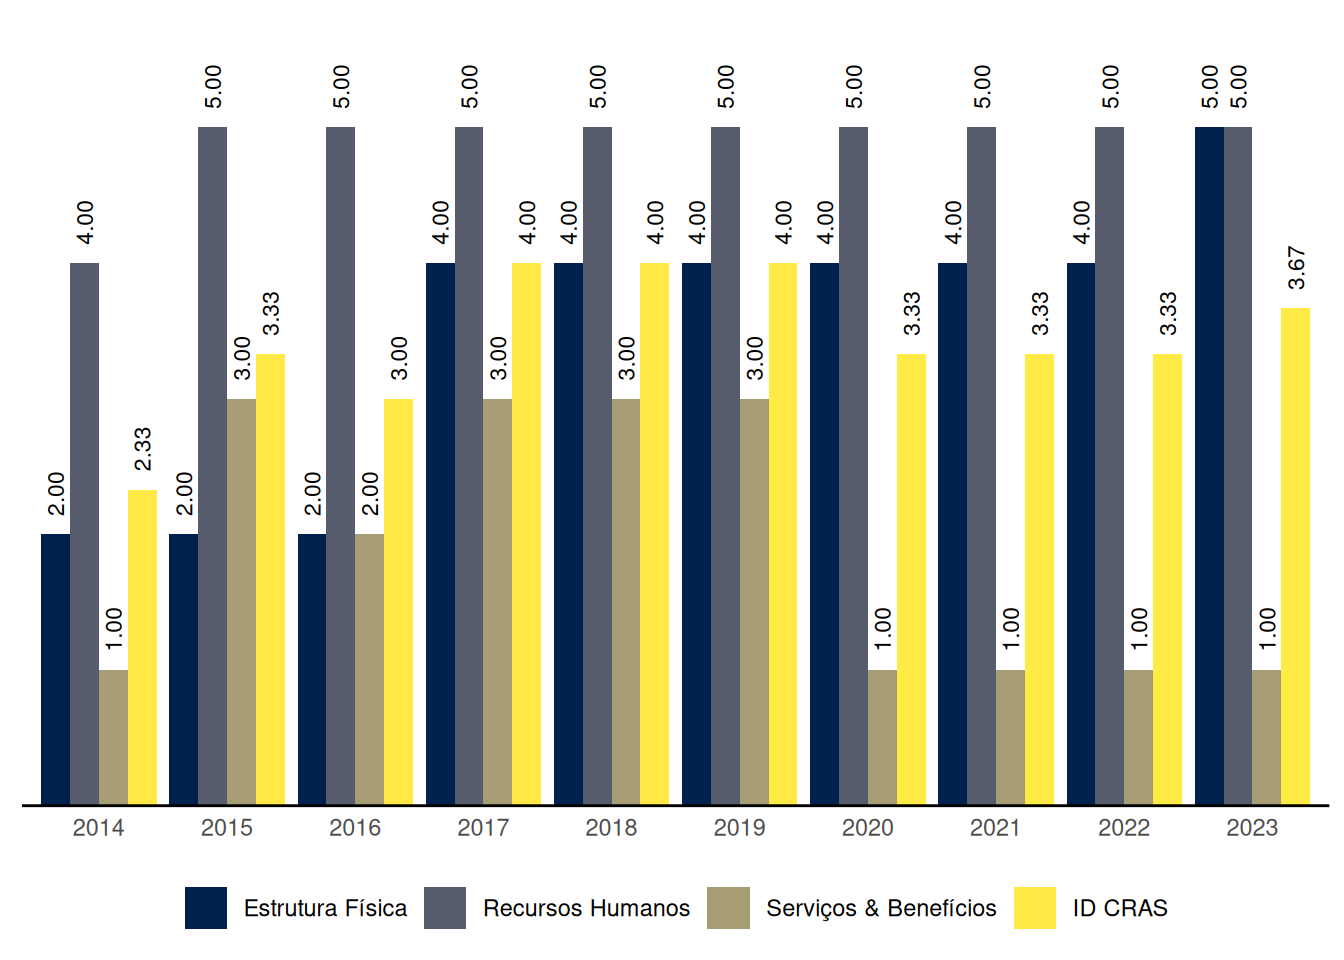 5.00 5.00 5.00 5.00 5.00 5.00 5.00 5.00 5.00 5.00
4.00 4.00 4.00 4.00 4.00 4.00 4.00 4.00 4.00 4.00
3.67
3.33 3.33 3.33 3.33
3.00 3.00 3.00 3.00 3.00
2.33
2.00 2.00 2.00 2.00
1.00 1.00 1.00 1.00 1.00
2014 2015 2016 2017 2018 2019 2020 2021 2022 2023
Estrutura Física Recursos Humanos Serviços & Benefícios ID CRAS